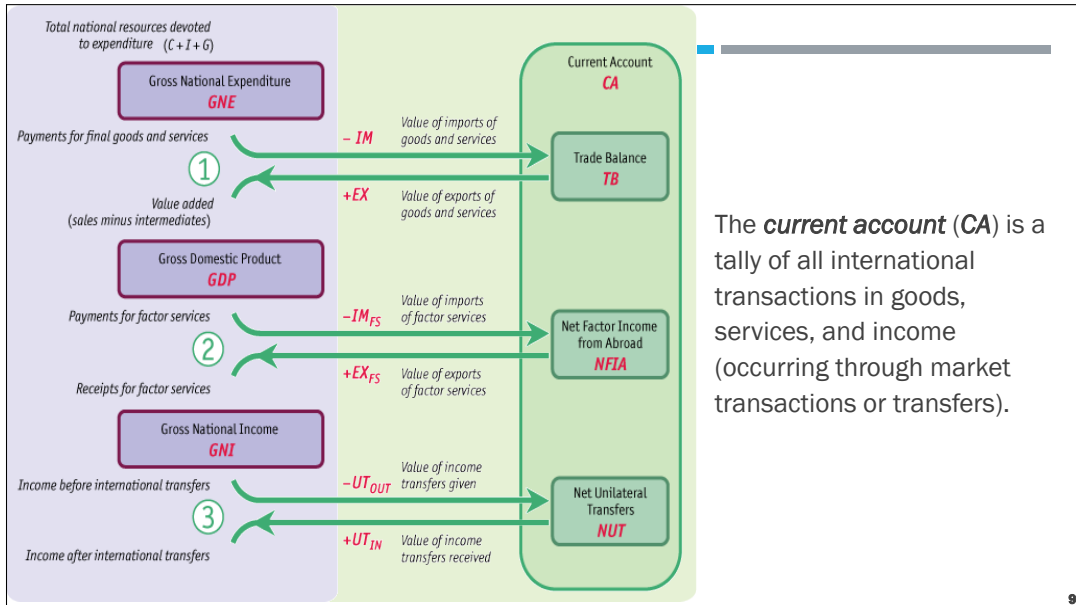 Total national resources devoted
to expenditure (C + I + G)
Gross National Expenditure
GNE
Payments for final goods and services
1
Value added
(sales minus intermediates)
Gross Domestic Product
GDP
Payments for factor services
2
Receipts for factor services
Gross National Income
GNI
Income before international transfers
3
Income after international transfers
– IM
Value of imports of
goods and services
+EX
Value of exports of
goods and services
–IMFS
Value of imports
of factor services
+EXFS
Value of exports
of factor services
–UTOUT
Value of income
transfers given
+UTIN
Value of income
transfers received
Current Account
CA
Trade Balance
TB
Net Factor Income
from Abroad
NFIA
Net Unilateral
Transfers
NUT
The current account (CA) is a
tally of all international
transactions in goods,
services, and income
(occurring through market
transactions or transfers).
9